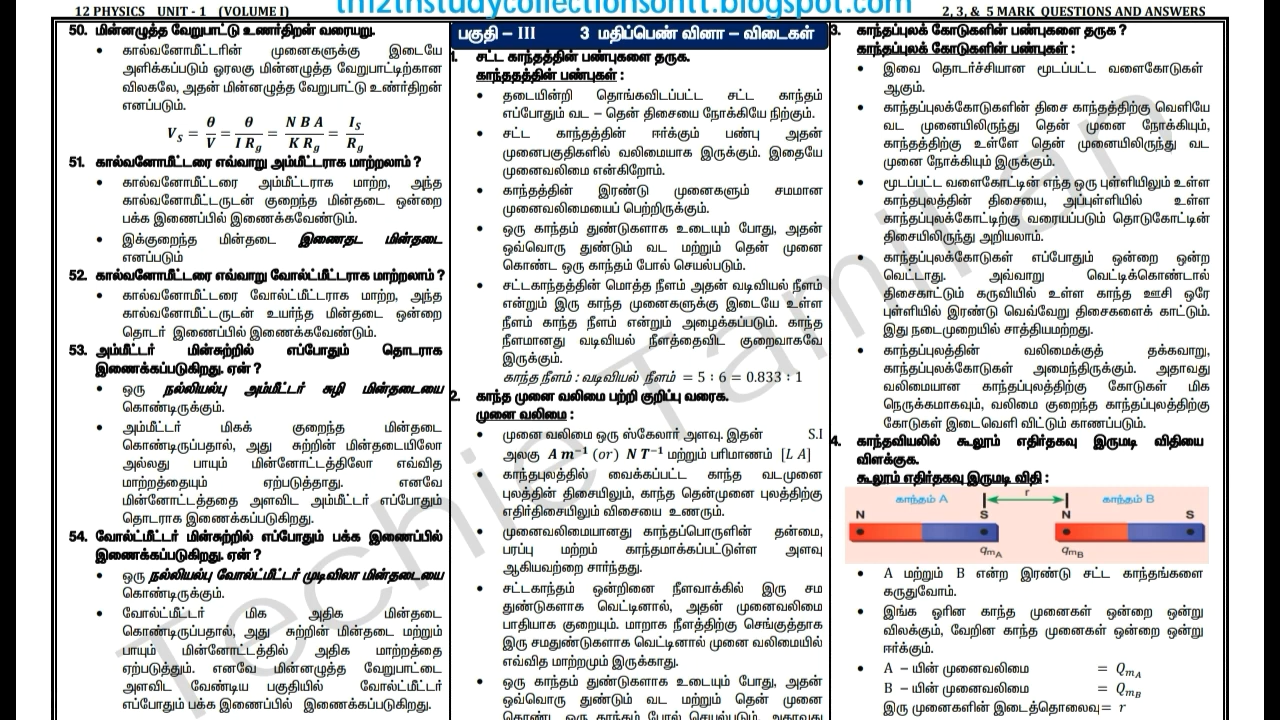 12 PHYSICS UNIT - 1 (VOLUME I)
tm12thstudycollectionsoritt.blogspot.com
2, 3, & 5 MARK QUESTIONS AND ANSWERS
50. மின்னழுத்த வேறுபாட்டு உணர்திறன் வரையறு.
• கால்வனோமீட்டரின் முனைகளுக்கு இடையே
அளிக்கப்படும் ஓரலகு மின்னழுத்த வேறுபாட்டிற்கான
விலகலே, அதன் மின்னழுத்த வேறுபாட்டு உணர்திறன்
எனப்படும்.
V_S = θ/V = θ/(I R_g) = N B A/(K R_g) = I_S/R_g
51. கால்வனோமீட்டரை எவ்வாறு அம்மீட்டராக மாற்றலாம் ?
• கால்வனோமீட்டரை அம்மீட்டராக மாற்ற, அந்த
கால்வனோமீட்டருடன் குறைந்த மின்தடை ஒன்றை
பக்க இணைப்பில் இணைக்கவேண்டும்.
• இக்குறைந்த மின்தடை இணைதட மின்தடை
எனப்படும்
52. கால்வனோமீட்டரை எவ்வாறு வோல்ட்மீட்டராக மாற்றலாம் ?
• கால்வனோமீட்டரை வோல்ட்மீட்டராக மாற்ற, அந்த
கால்வனோமீட்டருடன் உயர்ந்த மின்தடை ஒன்றை
தொடர் இணைப்பில் இணைக்கவேண்டும்.
53. அம்மீட்டர் மின்சுற்றில் எப்போதும் தொடராக
இணைக்கப்படுகிறது. ஏன் ?
• ஒரு நல்லியல்பு அம்மீட்டர் சுழி மின்தடையை
கொண்டிருக்கும்.
• அம்மீட்டர் மிகக் குறைந்த மின்தடை
கொண்டிருப்பதால், அது சுற்றின் மின்தடையிலோ
அல்லது பாயும் மின்னோட்டத்திலோ எவ்வித
மாற்றத்தையும் ஏற்படுத்தாது. எனவே
மின்னோட்டத்ததை அளவிட அம்மீட்டர் எப்போதும்
தொடராக இணைக்கப்படுகிறது.
54. வோல்ட்மீட்டர் மின்சுற்றில் எப்போதும் பக்க இணைப்பில்
இணைக்கப்படுகிறது. ஏன் ?
• ஒரு நல்லியல்பு வோல்ட்மீட்டர் முடிவிலா மின்தடையை
கொண்டிருக்கும்.
• வோல்ட்மீட்டர் மிக அதிக மின்தடை
கொண்டிருப்பதால், அது சுற்றின் மின்தடை மற்றும்
பாயும் மின்னோட்டத்தில் அதிக மாற்றத்தை
ஏற்படுத்தும். எனவே மின்னழுத்த வேறுபாட்டை
அளவிட வேண்டிய பகுதியில் வோல்ட்மீட்டர்
எப்போதும் பக்க இணைப்பில் இணைக்கப்படுகிறது.
பகுதி – III 3 மதிப்பெண் வினா – விடைகள்
1. சட்ட காந்தத்தின் பண்புகளை தருக.
காந்ததத்தின் பண்புகள் :
• தடையின்றி தொங்கவிடப்பட்ட சட்ட காந்தம்
எப்போதும் வட – தென் திசையை நோக்கியே நிற்கும்.
• சட்ட காந்தத்தின் ஈர்க்கும் பண்பு அதன்
முனைபகுதிகளில் வலிமையாக இருக்கும். இதையே
முனைவலிமை என்கிறோம்.
• காந்தத்தின் இரண்டு முனைகளும் சமமான
முனைவலிமையைப் பெற்றிருக்கும்.
• ஒரு காந்தம் துண்டுகளாக உடையும் போது, அதன்
ஒவ்வொரு துண்டும் வட மற்றும் தென் முனை
கொண்ட ஒரு காந்தம் போல் செயல்படும்.
• சட்டகாந்தத்தின் மொத்த நீளம் அதன் வடிவியல் நீளம்
என்றும் இரு காந்த முனைகளுக்கு இடையே உள்ள
நீளம் காந்த நீளம் என்றும் அழைக்கப்படும். காந்த
நீளமானது வடிவியல் நீளத்தைவிட குறைவாகவே
இருக்கும்.
காந்த நீளம் : வடிவியல் நீளம் = 5 : 6 = 0.833 : 1
2. காந்த முனை வலிமை பற்றி குறிப்பு வரைக.
முனை வலிமை :
• முனை வலிமை ஒரு ஸ்கேலார் அளவு. இதன் S.I
அலகு A m⁻¹ (or) N T⁻¹ மற்றும் பரிமாணம் [L A]
• காந்தபுலத்தில் வைக்கப்பட்ட காந்த வடமுனை
புலத்தின் திசையிலும், காந்த தென்முனை புலத்திற்கு
எதிர்திசையிலும் விசையை உணரும்.
• முனைவலிமையானது காந்தப்பொருளின் தன்மை,
பரப்பு மற்றம் காந்தமாக்கப்பட்டுள்ள அளவு
ஆகியவற்றை சார்ந்தது.
• சட்டகாந்தம் ஒன்றினை நீளவாக்கில் இரு சம
துண்டுகளாக வெட்டினால், அதன் முனைவலிமை
பாதியாக குறையும். மாறாக நீளத்திற்கு செங்குத்தாக
இரு சமதுண்டுகளாக வெட்டினால் முனை வலிமையில்
எவ்வித மாற்றமும் இருக்காது.
• ஒரு காந்தம் துண்டுகளாக உடையும் போது, அதன்
ஒவ்வொரு துண்டும் வட மற்றும் தென் முனை
கொண்ட ஒரு காந்தம் போல் செயல்படும். அதாவது
3. காந்தப்புலக் கோடுகளின் பண்புகளை தருக ?
காந்தப்புலக் கோடுகளின் பண்புகள் :
• இவை தொடர்ச்சியான மூடப்பட்ட வளைகோடுகள்
ஆகும்.
• காந்தப்புலக்கோடுகளின் திசை காந்தத்திற்கு வெளியே
வட முனையிலிருந்து தென் முனை நோக்கியும்,
காந்தத்திற்கு உள்ளே தென் முனையிலிருந்து வட
முனை நோக்கியும் இருக்கும்.
• மூடப்பட்ட வளைகோட்டின் எந்த ஒரு புள்ளியிலும் உள்ள
காந்தபுலத்தின் திசையை, அப்புள்ளியில் உள்ள
காந்தப்புலக்கோட்டிற்கு வரையப்படும் தொடுகோட்டின்
திசையிலிருந்து அறியலாம்.
• காந்தப்புலக்கோடுகள் எப்போதும் ஒன்றை ஒன்ற
வெட்டாது. அவ்வாறு வெட்டிக்கொண்டால்
திசைகாட்டும் கருவியில் உள்ள காந்த ஊசி ஒரே
புள்ளியில் இரண்டு வெவ்வேறு திசைகளைக் காட்டும்.
இது நடைமுறையில் சாத்தியமற்றது.
• காந்தப்புலத்தின் வலிமைக்குத் தக்கவாறு,
காந்தப்புலக்கோடுகள் அமைந்திருக்கும். அதாவது
வலிமையான காந்தப்புலத்திற்கு கோடுகள் மிக
நெருக்கமாகவும், வலிமை குறைந்த காந்தப்புலத்திற்கு
கோடுகள் இடைவெளி விட்டும் காணப்படும்.
4. காந்தவியலில் கூலூம் எதிர்தகவு இருமடி விதியை
விளக்குக.
கூலூம் எதிர்தகவு இருமடி விதி :
காந்தம் A r காந்தம் B
N S N S
q_mA q_mB
• A மற்றும் B என்ற இரண்டு சட்ட காந்தங்களை
கருதுவோம்.
• இங்க ஓரின காந்த முனைகள் ஒன்றை ஒன்று
விலக்கும், வேறின காந்த முனைகள் ஒன்றை ஒன்று
ஈர்க்கும்.
• A – யின் முனைவலிமை = Q_mA
B – யின் முனைவலிமை = Q_mB
இரு முனைகளின் இடைத்தொலைவு = r
Techie Tamilan